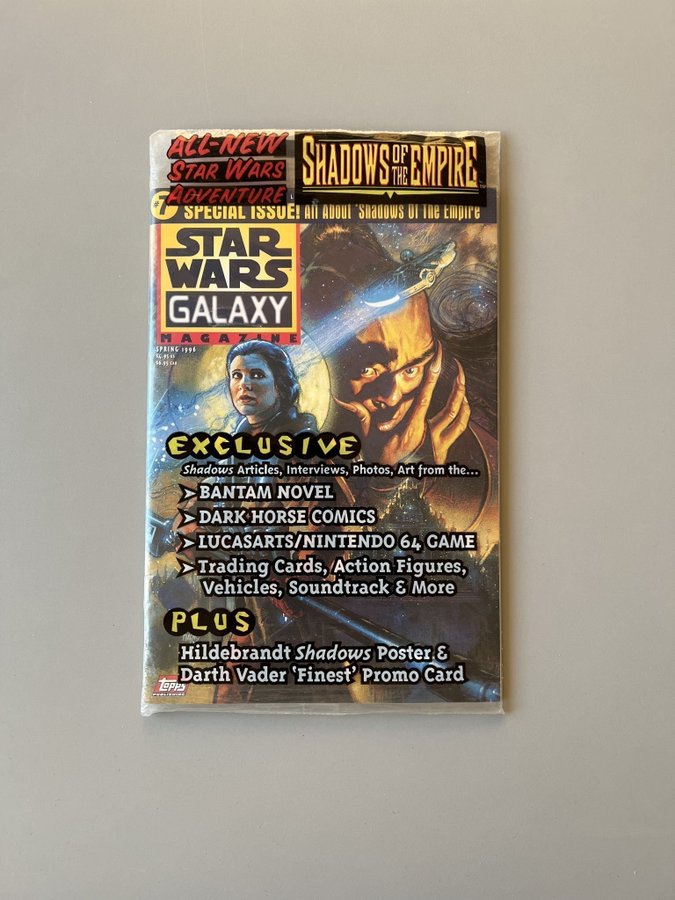 ALL-NEW
STAR WARS
ADVENTURE
SHADOWS OF THE EMPIRE
#7 SPECIAL ISSUE! All About 'Shadows Of The Empire'
STAR
WARS
GALAXY
MAGAZINE
SPRING 1996
EXCLUSIVE
Shadows Articles, Interviews, Photos, Art from the...
➤BANTAM NOVEL
➤DARK HORSE COMICS
➤LUCASARTS/NINTENDO 64 GAME
➤Trading Cards, Action Figures,
Vehicles, Soundtrack & More
PLUS
Hildebrandt Shadows Poster &
Darth Vader 'Finest' Promo Card
Topps
PUBLISHING